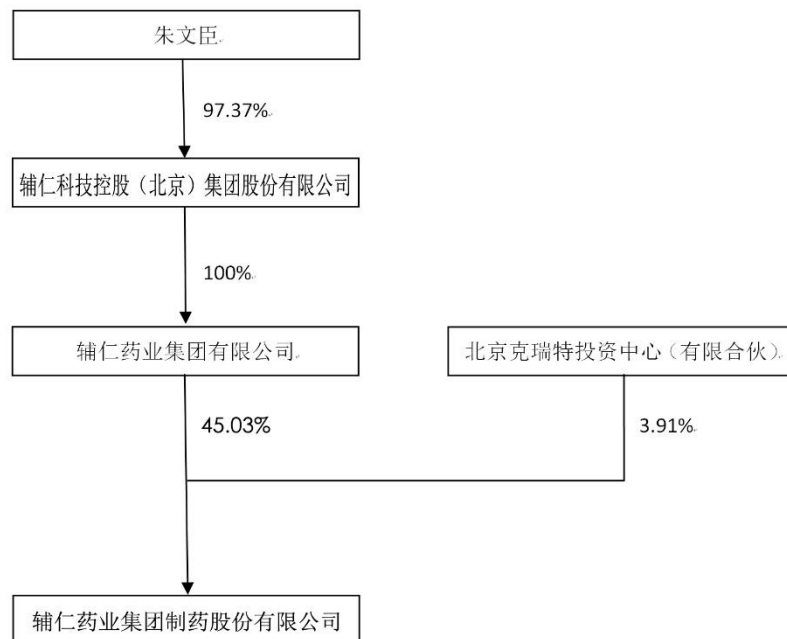 朱文臣
97.37%
辅仁科技控股（北京）集团股份有限公司
100%
辅仁药业集团有限公司
北京克瑞特投资中心（有限合伙）
45.03%
3.91%
辅仁药业集团制药股份有限公司